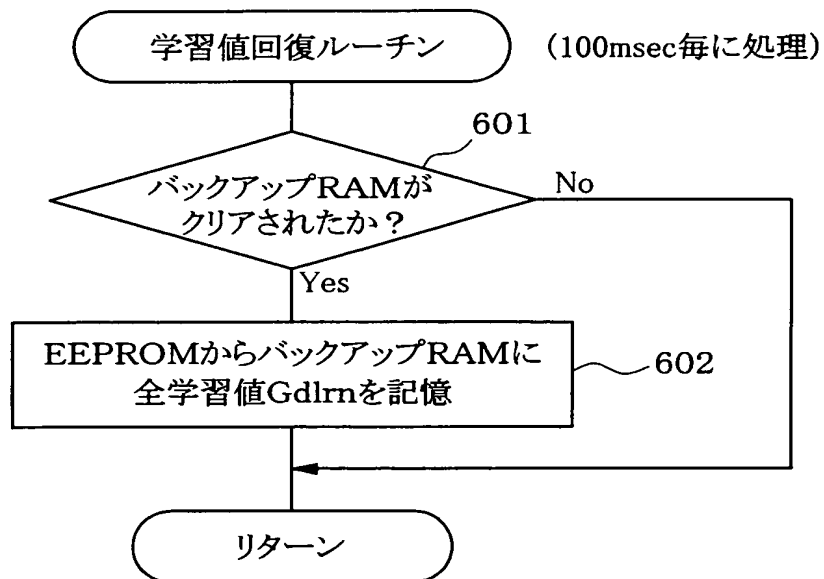 学習値回復ルーチン
(100msec毎に処理)
601
バックアップRAMが
クリアされたか？
No
Yes
EEPROMからバックアップRAMに
全学習値Gdlrnを記憶
602
リターン